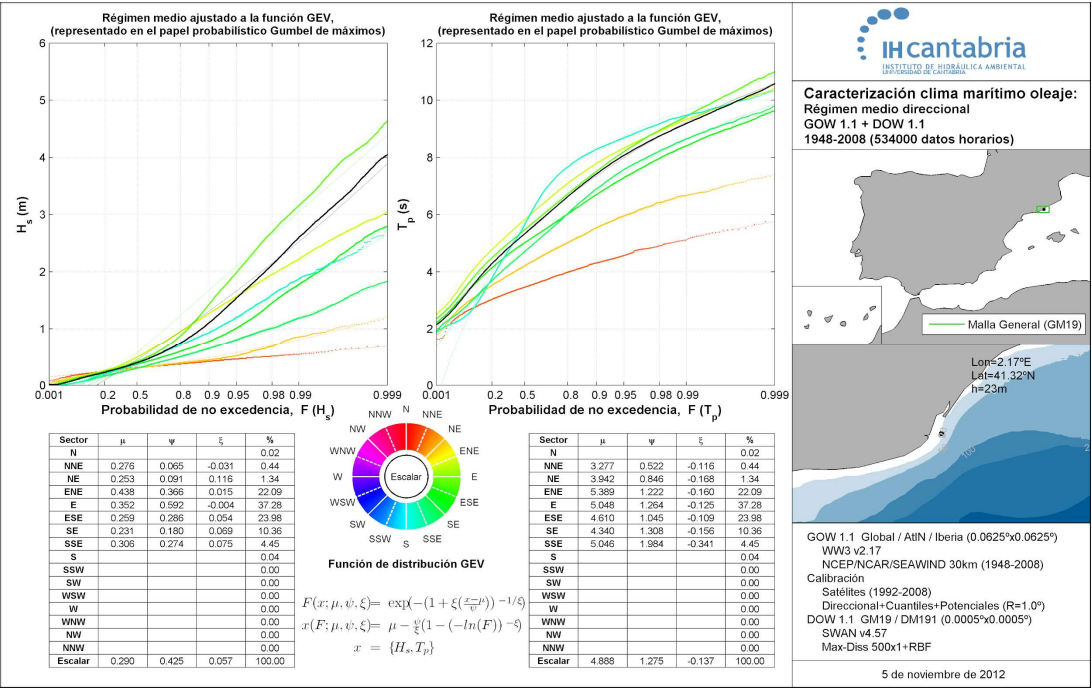 Régimen medio ajustado a la función GEV,
(representado en el papel probabilístico Gumbel de máximos)
6
5
4
3
2
1
0
H_s (m)
0.001 0.2 0.5 0.8 0.9 0.95 0.98 0.99 0.999
Probabilidad de no excedencia, F (H_s)
Régimen medio ajustado a la función GEV,
(representado en el papel probabilístico Gumbel de máximos)
12
10
8
6
4
2
0
T_p (s)
0.001 0.2 0.5 0.8 0.9 0.95 0.98 0.99 0.999
Probabilidad de no excedencia, F (T_p)
Sector μ ψ ξ %
N 0.02
NNE 0.276 0.065 -0.031 0.44
NE 0.253 0.091 0.116 1.34
ENE 0.438 0.366 0.015 22.09
E 0.352 0.592 -0.004 37.28
ESE 0.259 0.286 0.054 23.98
SE 0.231 0.180 0.069 10.36
SSE 0.306 0.274 0.075 4.45
S 0.04
SSW 0.00
SW 0.00
WSW 0.00
W 0.00
WNW 0.00
NW 0.00
NNW 0.00
Escalar 0.290 0.425 0.057 100.00
N
NNE
NE
ENE
E
ESE
SE
SSE
S
SSW
SW
WSW
W
WNW
NW
NNW
Escalar
Función de distribución GEV
F(x; μ, ψ, ξ)= exp(-(1 + ξ(x-μ/ψ)) -1/ξ)
x(F; μ, ψ, ξ)= μ - ψ/ξ(1 - (-ln(F)) -ξ)
x = {H_s, T_p}
Sector μ ψ ξ %
N 0.02
NNE 3.277 0.522 -0.116 0.44
NE 3.942 0.846 -0.168 1.34
ENE 5.389 1.222 -0.160 22.09
E 5.048 1.264 -0.125 37.28
ESE 4.610 1.045 -0.109 23.98
SE 4.340 1.308 -0.156 10.36
SSE 5.046 1.984 -0.341 4.45
S 0.04
SSW 0.00
SW 0.00
WSW 0.00
W 0.00
WNW 0.00
NW 0.00
NNW 0.00
Escalar 4.888 1.275 -0.137 100.00
IHcantabria
INSTITUTO DE HIDRÁULICA AMBIENTAL
UNIVERSIDAD DE CANTABRIA
Caracterización clima marítimo oleaje:
Régimen medio direccional
GOW 1.1 + DOW 1.1
1948-2008 (534000 datos horarios)
Malla General (GM19)
Lon=2.17ºE
Lat=41.32ºN
h=23m
100
GOW 1.1 Global / AtlN / Iberia (0.0625ºx0.0625º)
WW3 v2.17
NCEP/NCAR/SEAWIND 30km (1948-2008)
Calibración
Satélites (1992-2008)
Direccional+Cuantiles+Potenciales (R=1.0º)
DOW 1.1 GM19 / DM191 (0.0005ºx0.0005º)
SWAN v4.57
Max-Diss 500x1+RBF
5 de noviembre de 2012